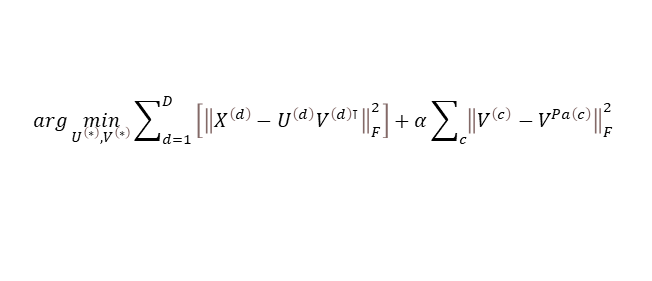 arg min_{U^{(*)},V^{(*)}} ∑_{d=1}^{D} [‖X^{(d)} − U^{(d)}V^{(d)⊺}‖_F^2] + α ∑_c ‖V^{(c)} − V^{Pa(c)}‖_F^2